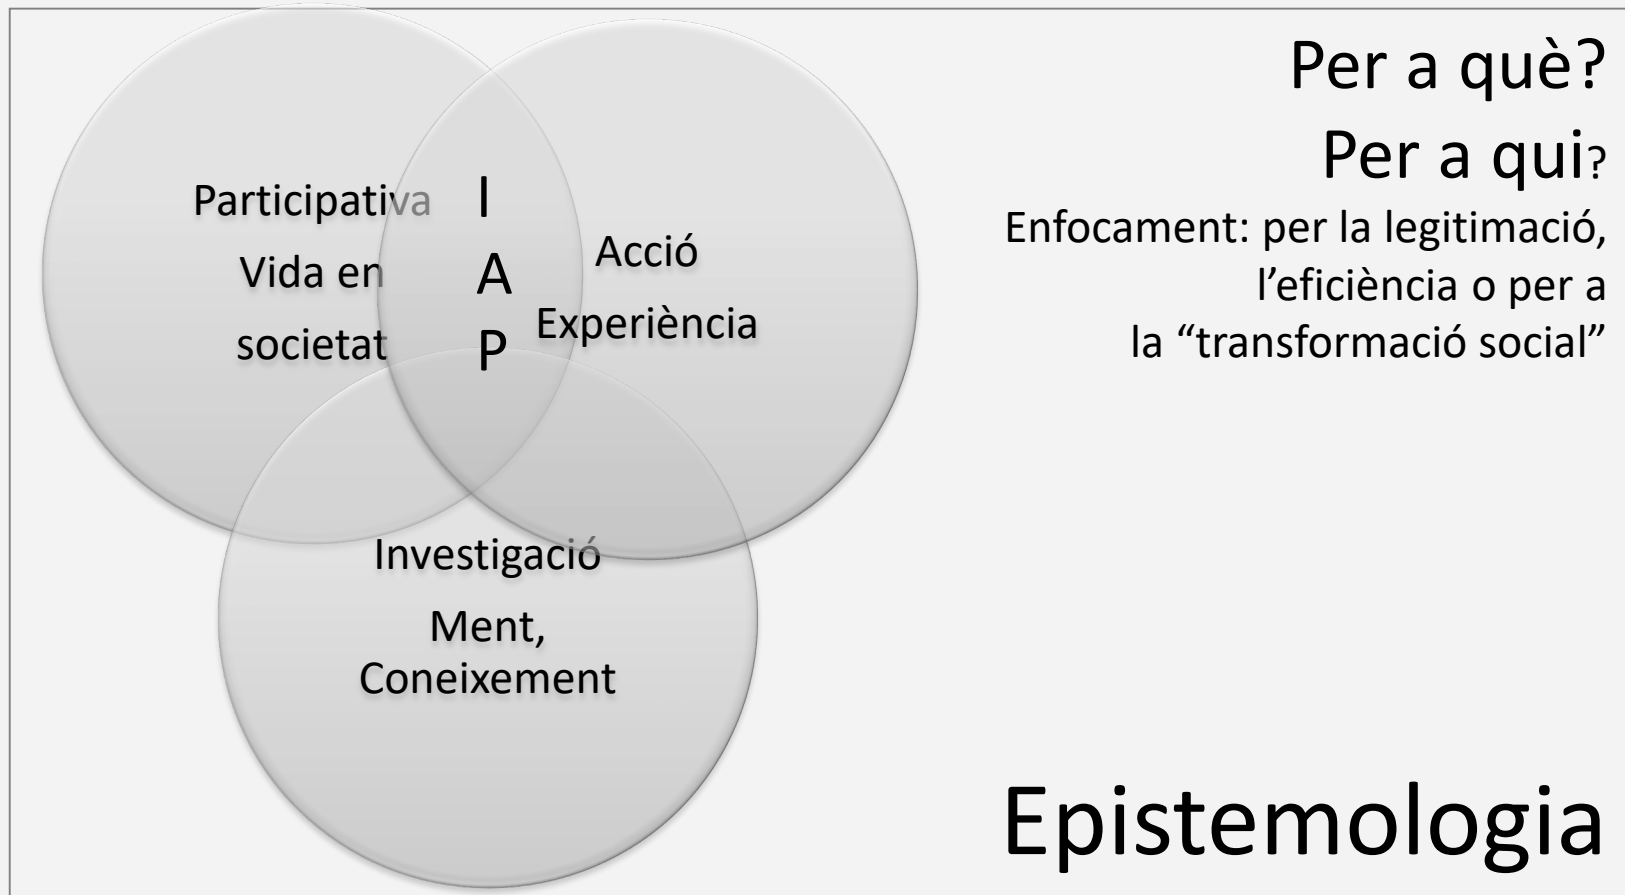 Per a què?
Per a qui?
Enfocament: per la legitimació,
l’eficiència o per a
la “transformació social”
Participativa
Vida en
societat
I
A
P
Acció
Experiència
Investigació
Ment,
Coneixement
Epistemologia